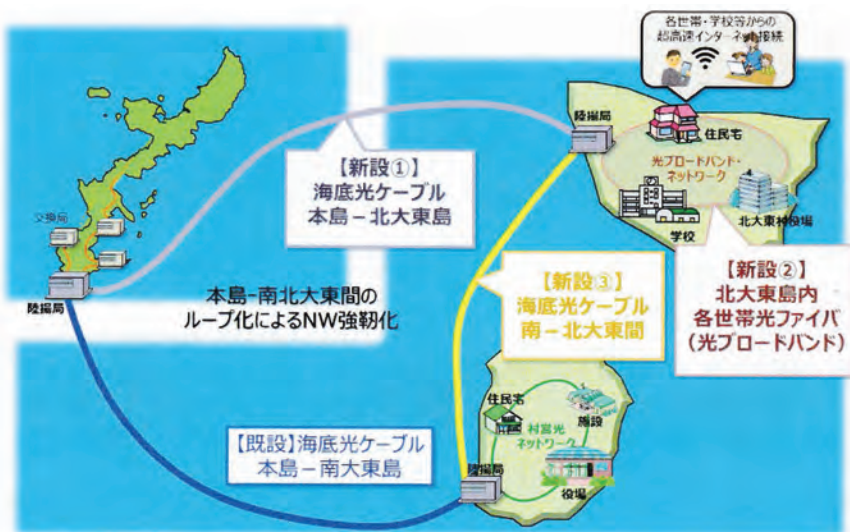 各世帯・学校等からの
超高速インターネット接続
陸揚局
住民宅
光ブロードバンド・
ネットワーク
学校
北大東村役場
【新設①】
海底光ケーブル
本島－北大東島
交換局
陸揚局
本島-南北大東間の
ループ化によるNW強靭化
【新設③】
海底光ケーブル
南－北大東間
【新設②】
北大東島内
各世帯光ファイバ
(光ブロードバンド)
【既設】海底光ケーブル
本島－南大東島
住民宅
施設
村営光
ネットワーク
陸揚局
役場